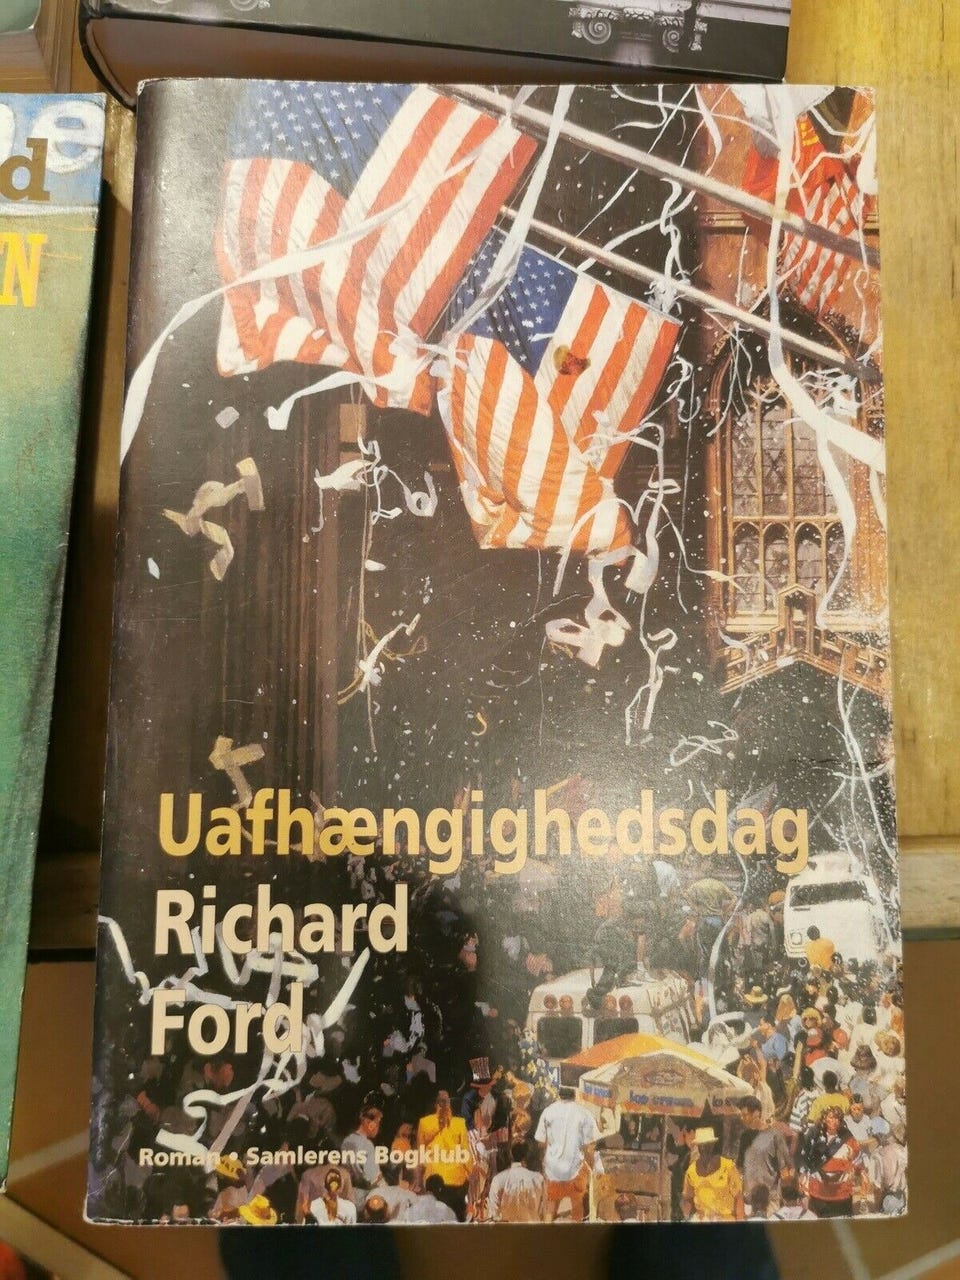 Uafhængighedsdag
Richard
Ford
Roman • Samlerens Bogklub